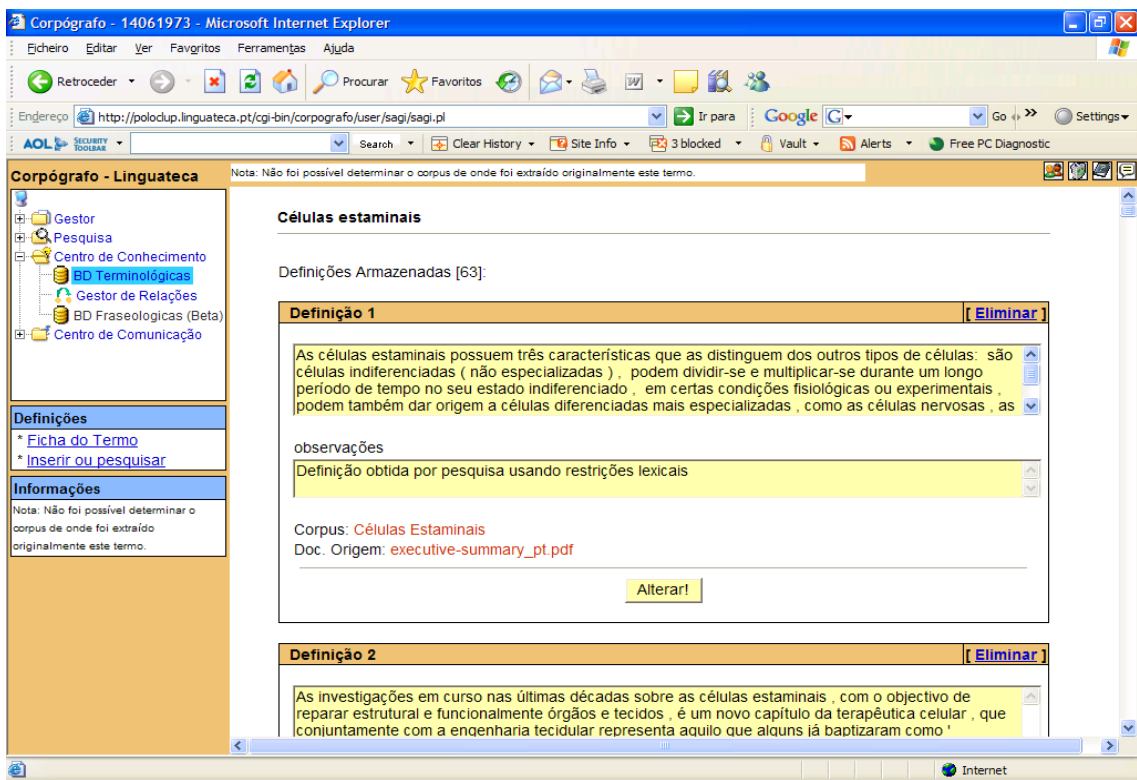 Corpógrafo - 14061973 - Microsoft Internet Explorer
Ficheiro Editar Ver Favoritos Ferramentas Ajuda
Retroceder Procurar Favoritos
Endereço http://poloclup.linguateca.pt/cgi-bin/corpografo/user/sagi/sagi.pl Ir para Google G Go Settings
AOL SECURITY TOOLBAR Search Clear History Site Info 3 blocked Vault Alerts Free PC Diagnostic
Corpógrafo - Linguateca
Nota: Não foi possível determinar o corpus de onde foi extraído originalmente este termo.
Gestor
Pesquisa
Centro de Conhecimento
BD Terminológicas
Gestor de Relações
BD Fraseologicas (Beta)
Centro de Comunicação
Definições
* Ficha do Termo
* Inserir ou pesquisar
Informações
Nota: Não foi possível determinar o
corpus de onde foi extraído
originalmente este termo.
Células estaminais
Definições Armazenadas [63]:
Definição 1 [ Eliminar ]
As células estaminais possuem três características que as distinguem dos outros tipos de células: são
células indiferenciadas ( não especializadas ) , podem dividir-se e multiplicar-se durante um longo
período de tempo no seu estado indiferenciado , em certas condições fisiológicas ou experimentais ,
podem também dar origem a células diferenciadas mais especializadas , como as células nervosas , as
observações
Definição obtida por pesquisa usando restrições lexicais
Corpus: Células Estaminais
Doc. Origem: executive-summary_pt.pdf
Alterar!
Definição 2 [ Eliminar ]
As investigações em curso nas últimas décadas sobre as células estaminais , com o objectivo de
reparar estrutural e funcionalmente órgãos e tecidos , é um novo capítulo da terapêutica celular , que
conjuntamente com a engenharia tecidular representa aquilo que alguns já baptizaram como '
Internet